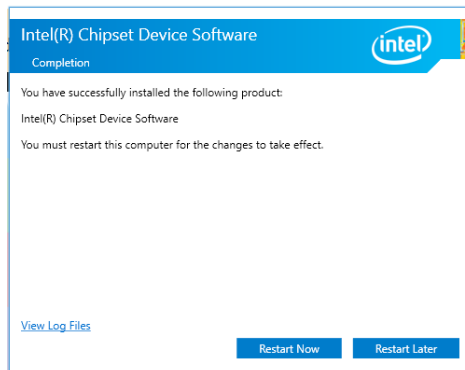 Intel(R) Chipset Device Software
intel
Completion
You have successfully installed the following product:
Intel(R) Chipset Device Software
You must restart this computer for the changes to take effect.
View Log Files
Restart Now
Restart Later